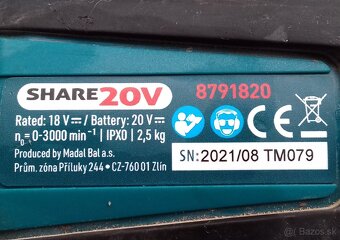 SHARE20V
8791820
Rated: 18 V⎓ / Battery: 20 V⎓
n₀=0-3000 min⁻¹ | IPX0 | 2,5 kg
Produced by Madal Bal a.s.
Prům. zóna Příluky 244 • CZ-760 01 Zlín
SN: 2021/08 TM079
Bazos.sk